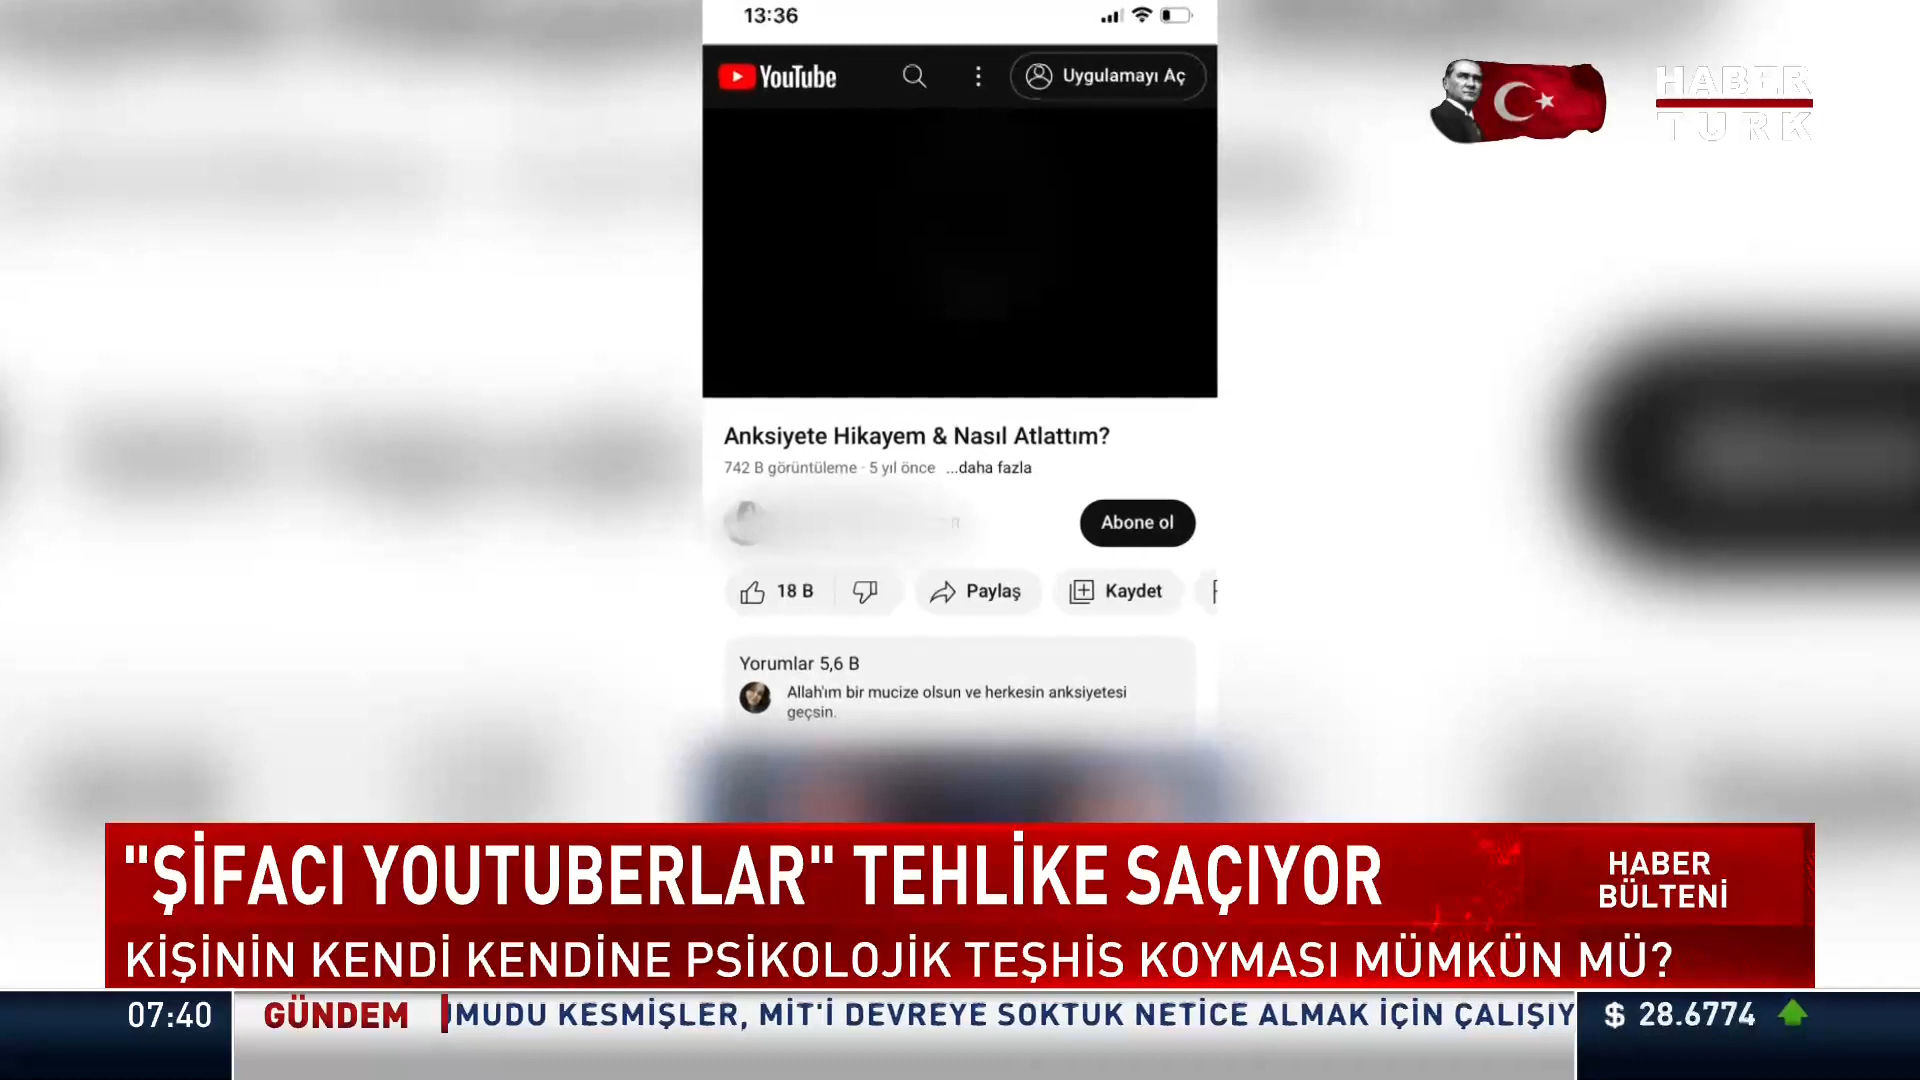 13:36
YouTube
Uygulamayı Aç
HABER
TURK
Anksiyete Hikayem & Nasıl Atlattım?
742 B görüntüleme · 5 yıl önce ...daha fazla
Abone ol
18 B
Paylaş
Kaydet
Yorumlar 5,6 B
Allah'ım bir mucize olsun ve herkesin anksiyetesi
geçsin.
"ŞİFACI YOUTUBERLAR" TEHLİKE SAÇIYOR
HABER
BÜLTENİ
KİŞİNİN KENDİ KENDİNE PSİKOLOJİK TEŞHİS KOYMASI MÜMKÜN MÜ?
07:40
GÜNDEM
KESMİŞLER, MİT'İ DEVREYE SOKTUK NETİCE ALMAK İÇİN
$ 28.6774